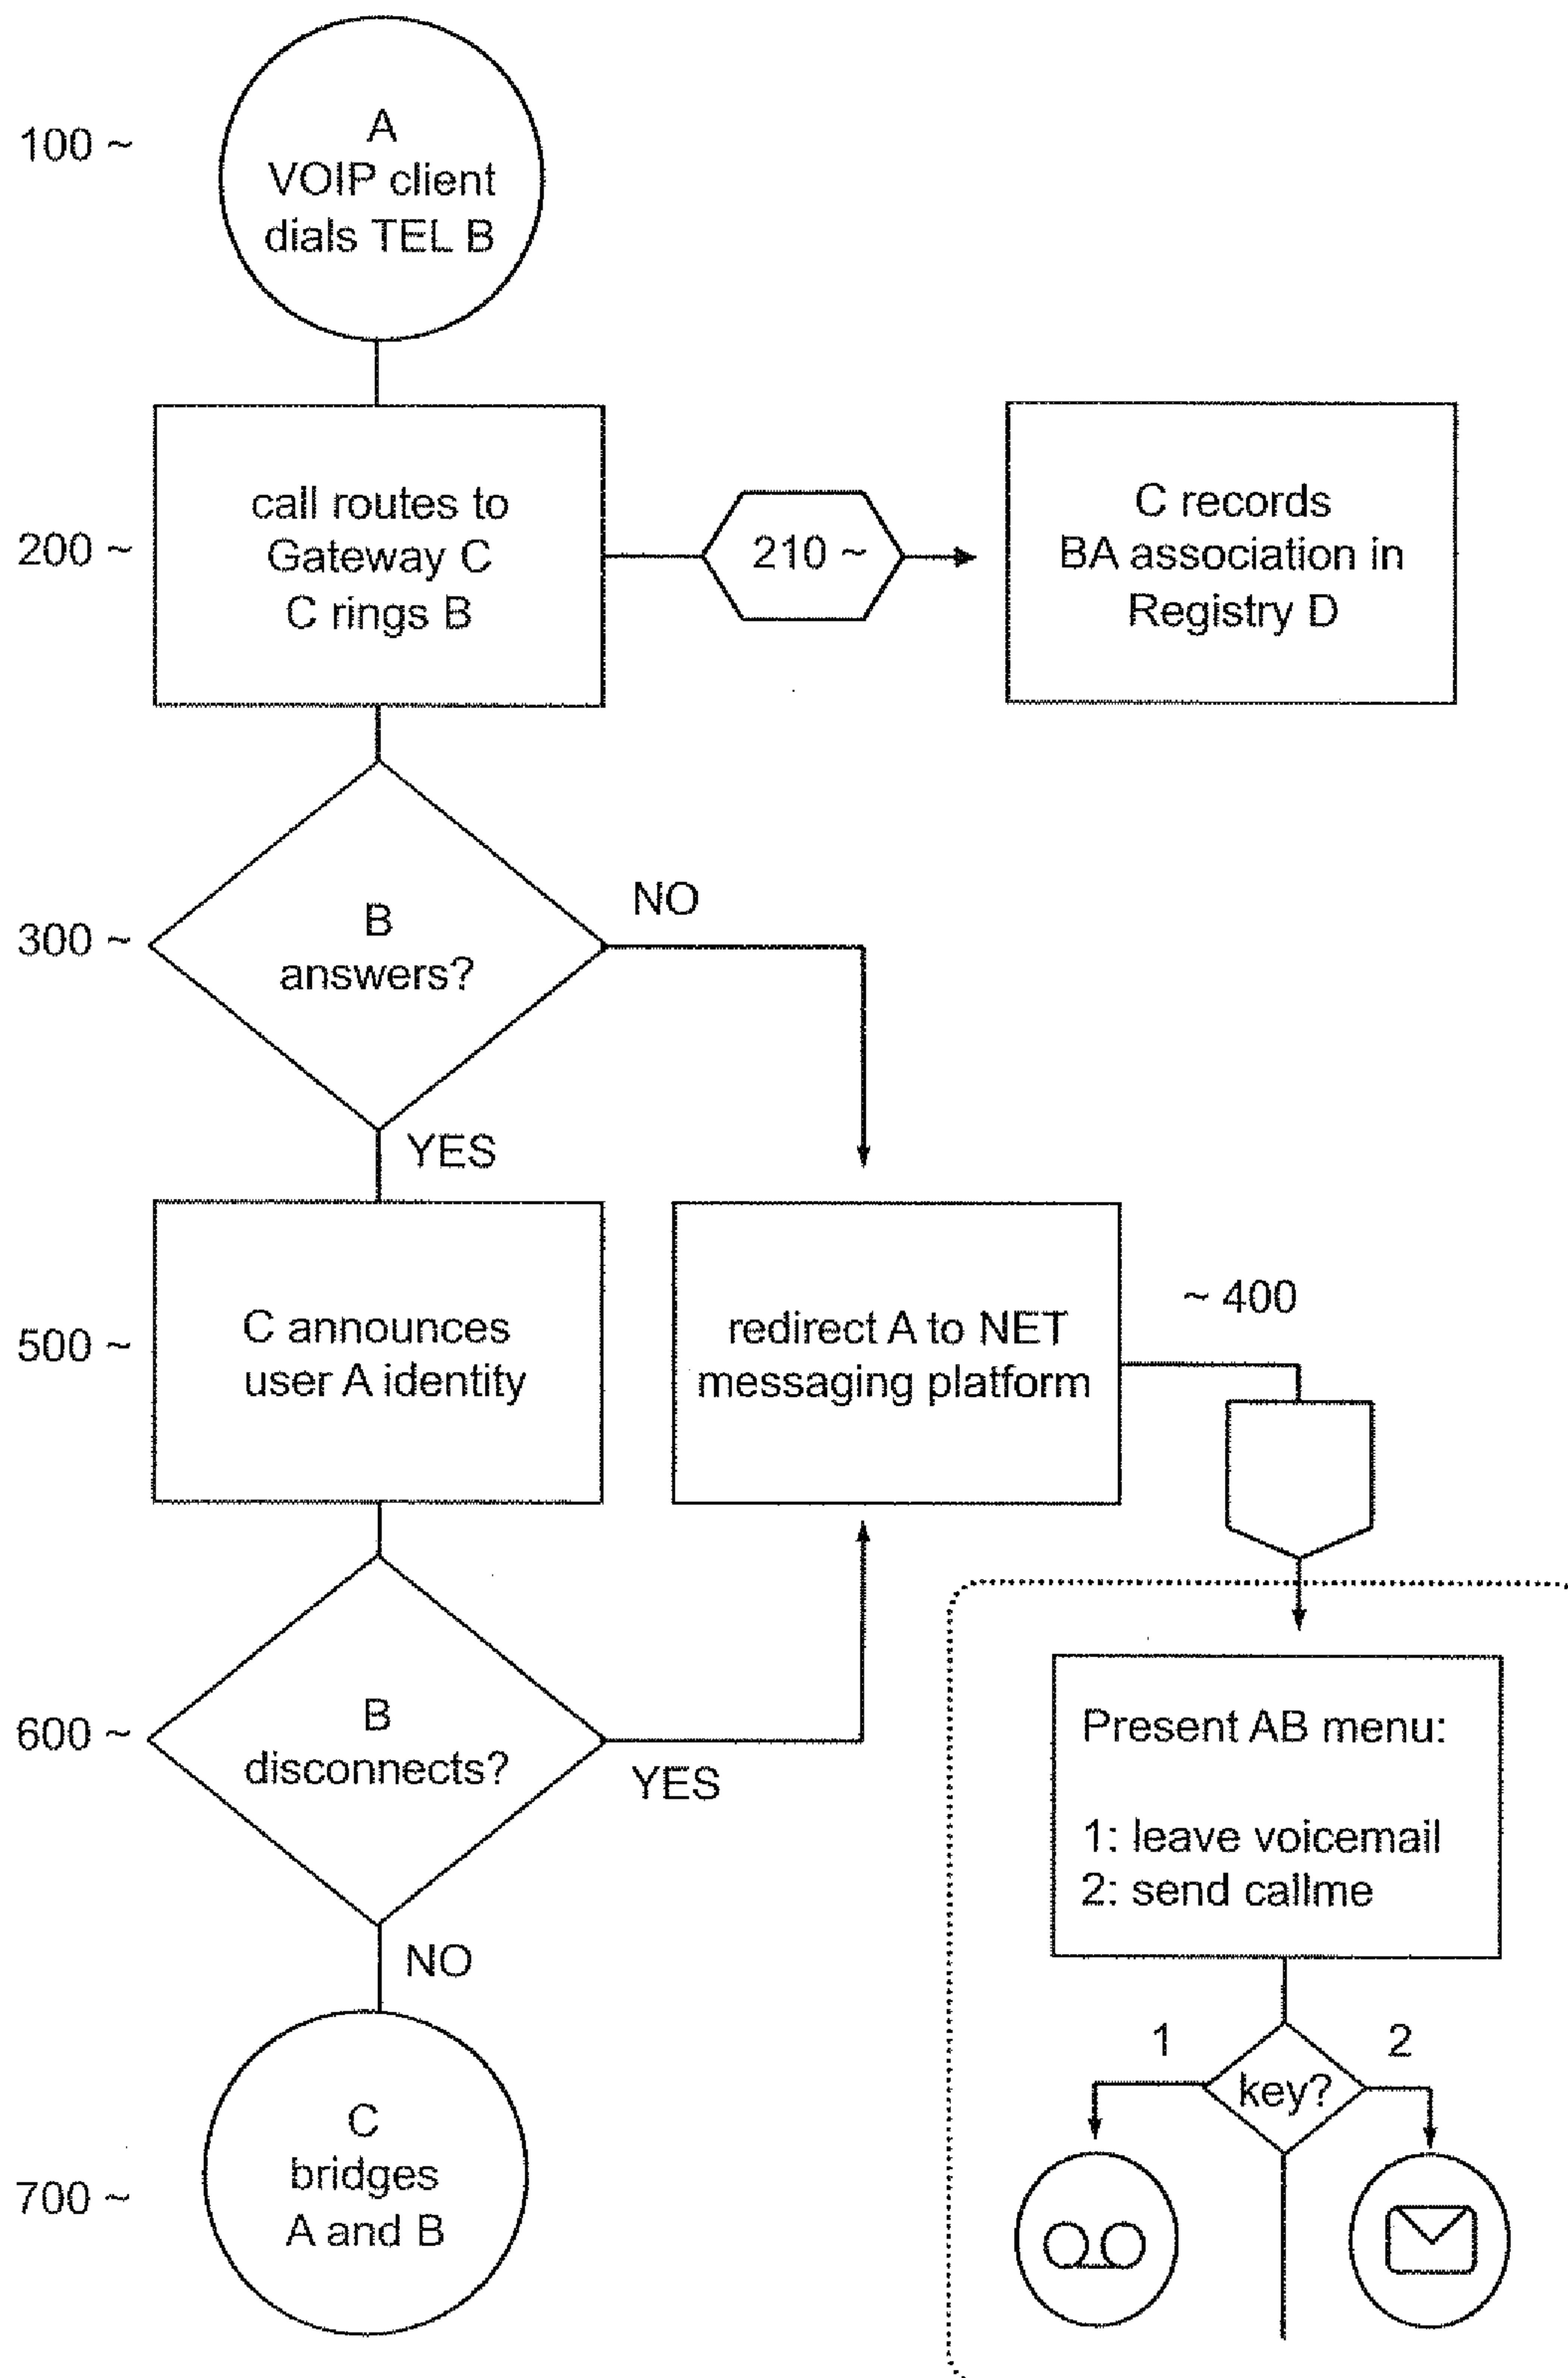 100 ~
A
VOIP client
dials TEL B
200 ~
call routes to
Gateway C
C rings B
210 ~
C records
BA association in
Registry D
300 ~
B
answers?
NO
YES
500 ~
C announces
user A identity
redirect A to NET
messaging platform
~ 400
600 ~
B
disconnects?
YES
NO
Present AB menu:
1: leave voicemail
2: send callme
1
key?
2
700 ~
C
bridges
A and B